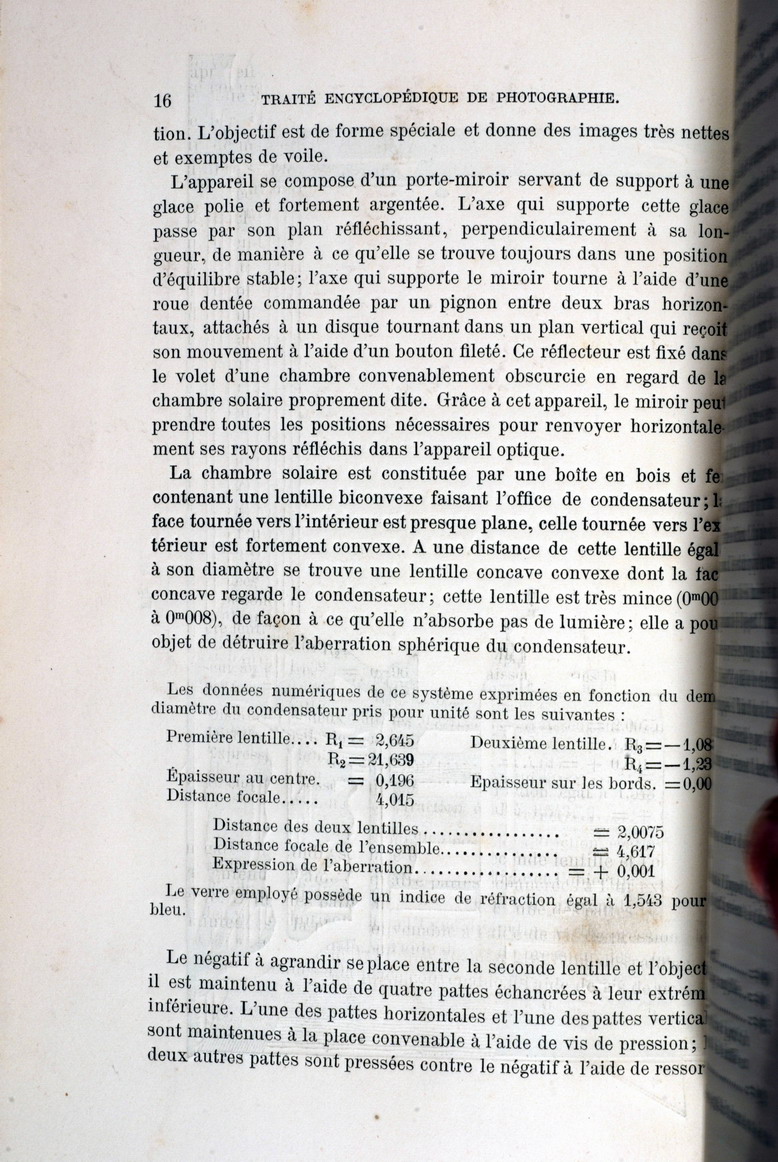 16 TRAITÉ ENCYCLOPÉDIQUE DE PHOTOGRAPHIE.
tion. L'objectif est de forme spéciale et donne des images très nettes
et exemptes de voile.
L'appareil se compose d'un porte-miroir servant de support à une
glace polie et fortement argentée. L'axe qui supporte cette glace
passe par son plan réfléchissant, perpendiculairement à sa lon-
gueur, de manière à ce qu'elle se trouve toujours dans une position
d'équilibre stable; l'axe qui supporte le miroir tourne à l'aide d'une
roue dentée commandée par un pignon entre deux bras horizon-
taux, attachés à un disque tournant dans un plan vertical qui reçoit
son mouvement à l'aide d'un bouton fileté. Ce réflecteur est fixé dans
le volet d'une chambre convenablement obscurcie en regard de la
chambre solaire proprement dite. Grâce à cet appareil, le miroir peut
prendre toutes les positions nécessaires pour renvoyer horizontale-
ment ses rayons réfléchis dans l'appareil optique.
La chambre solaire est constituée par une boîte en bois et fe
contenant une lentille biconvexe faisant l'office de condensateur; l
face tournée vers l'intérieur est presque plane, celle tournée vers l'ex
térieur est fortement convexe. A une distance de cette lentille égal
à son diamètre se trouve une lentille concave convexe dont la fac
concave regarde le condensateur; cette lentille est très mince (0ᵐ00
à 0ᵐ008), de façon à ce qu'elle n'absorbe pas de lumière; elle a pou
objet de détruire l'aberration sphérique du condensateur.
Les données numériques de ce système exprimées en fonction du dem
diamètre du condensateur pris pour unité sont les suivantes :
Première lentille.... R₁ = 2,645 Deuxième lentille. R₃ = — 1,08
R₂ = 21,639 R₄ = — 1,23
Épaisseur au centre. = 0,196 Epaisseur sur les bords. = 0,00
Distance focale..... 4,015
Distance des deux lentilles ................. = 2,0075
Distance focale de l'ensemble............... = 4,617
Expression de l'aberration.................. = + 0,001
Le verre employé possède un indice de réfraction égal à 1,543 pour
bleu.
Le négatif à agrandir se place entre la seconde lentille et l'object
il est maintenu à l'aide de quatre pattes échancrées à leur extrém
inférieure. L'une des pattes horizontales et l'une des pattes vertical
sont maintenues à la place convenable à l'aide de vis de pression; l
deux autres pattes sont pressées contre le négatif à l'aide de ressor